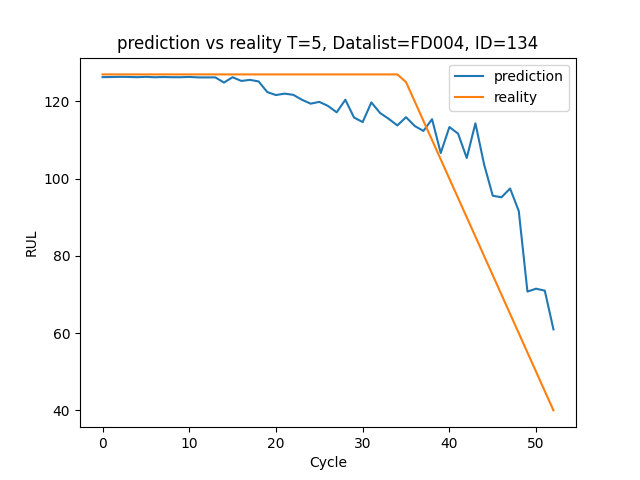 prediction vs reality T=5, Datalist=FD004, ID=134
prediction
reality
120
100
80
60
40
RUL
0 10 20 30 40 50
Cycle